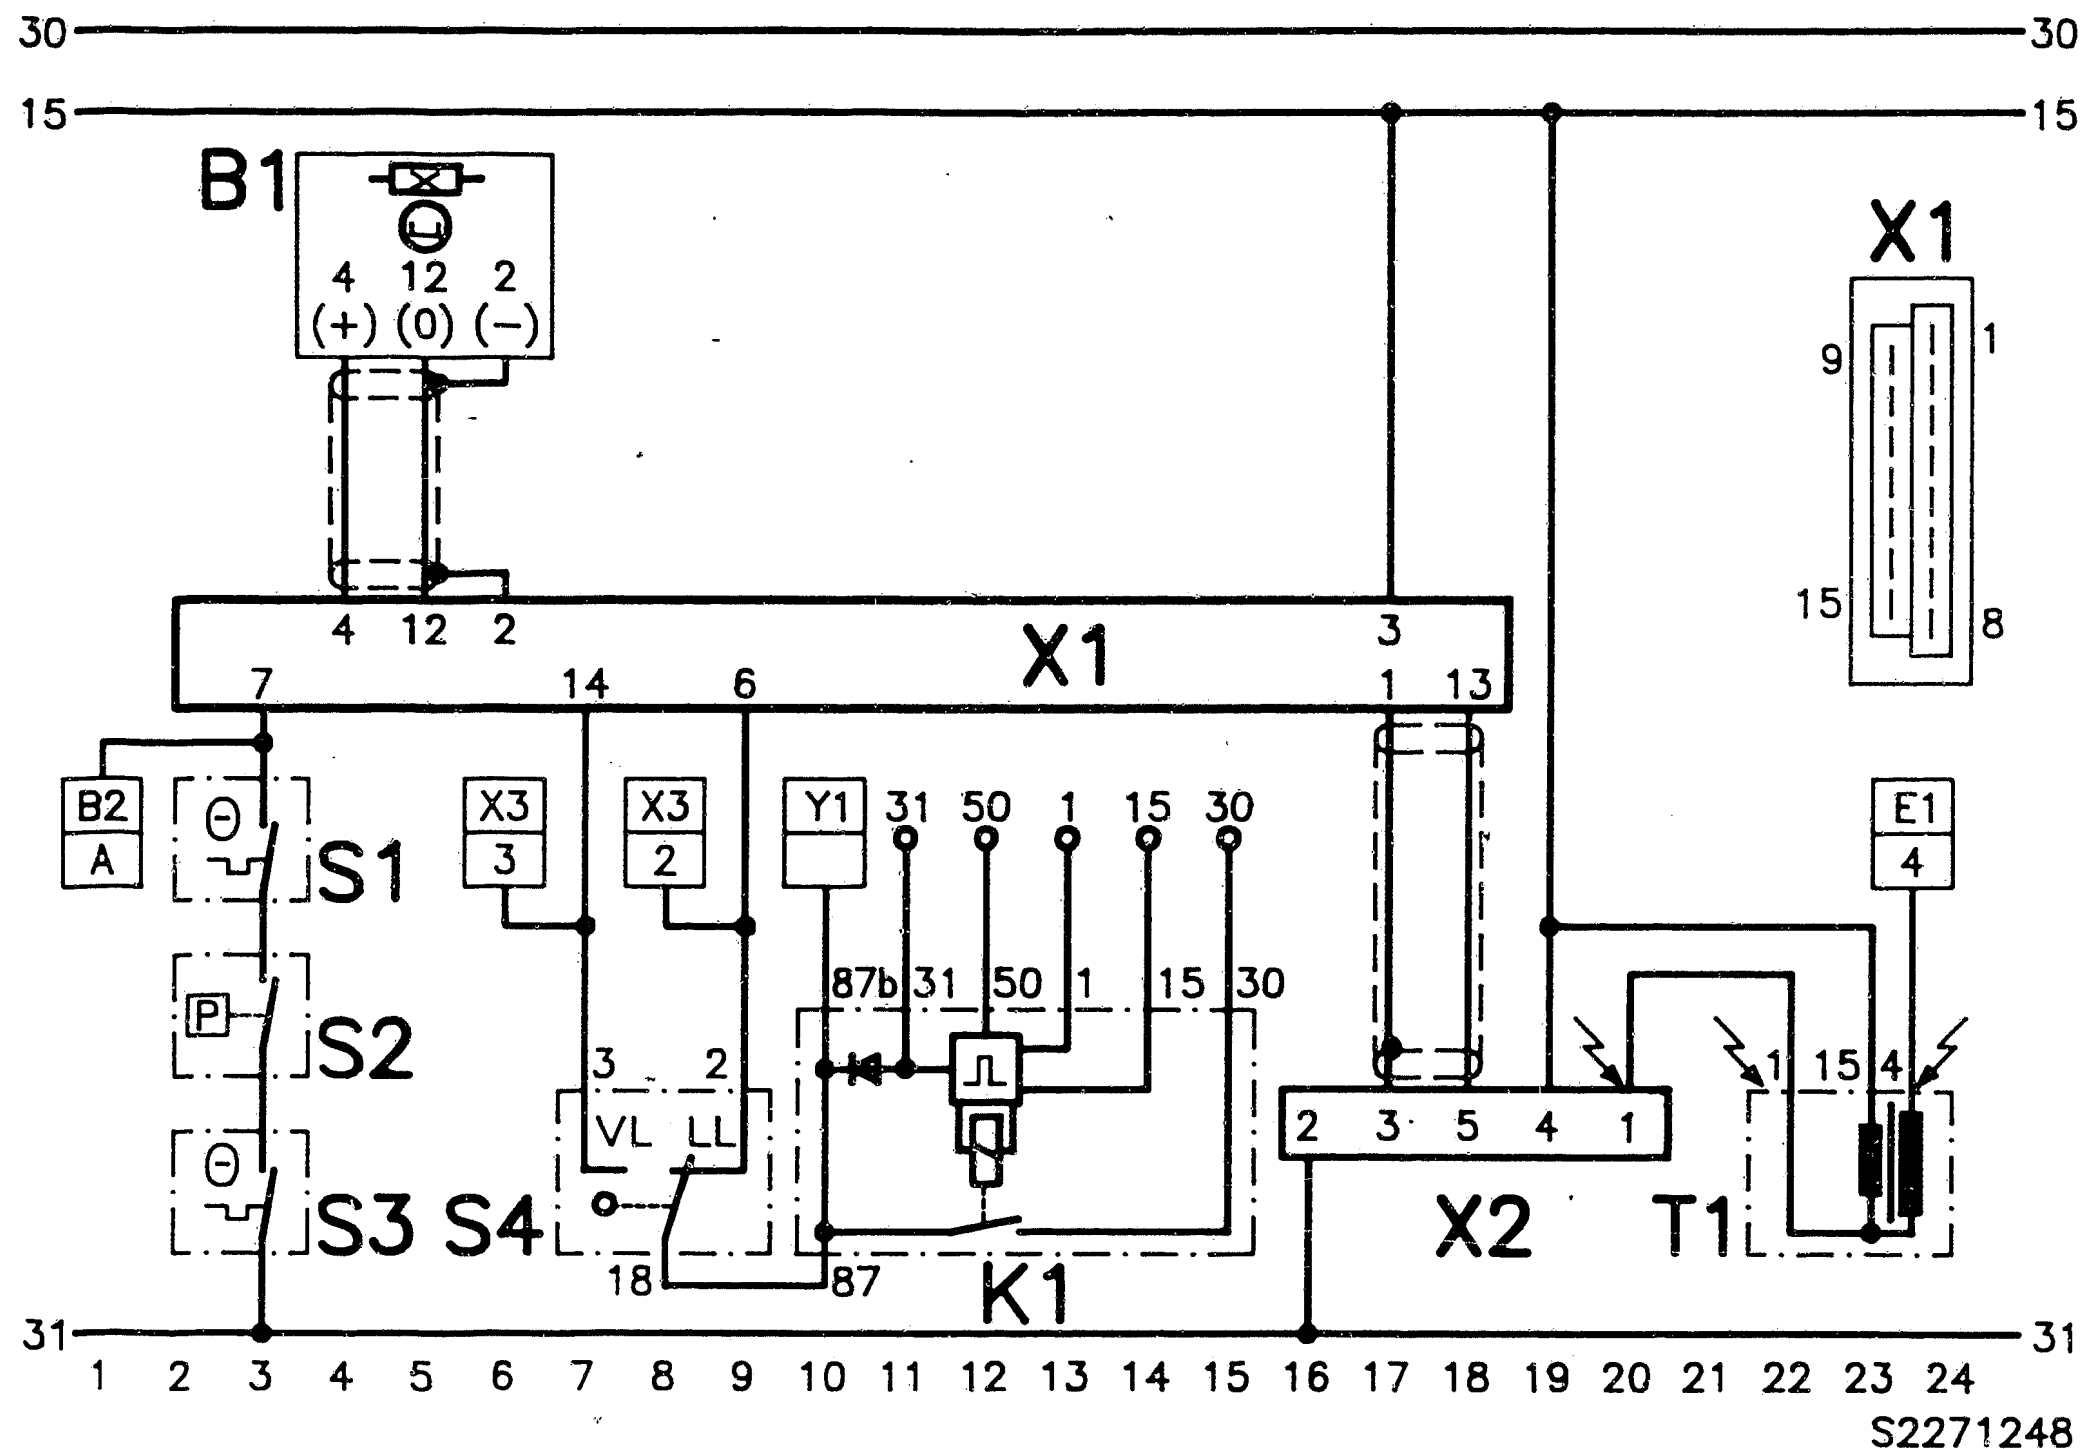 30 30
15 15
B1
4 12 2
(+) (0) (−)
X1
9 1
15 8
4 12 2 X1 3
7 14 6 1 13
B2 X3 X3 Y1 31 50 1 15 30 E1
A 3 2 4
Θ S1
87b 31 50 1 15 30
P S2
3 2 1 15 4
VL LL 2 3 5 4 1
Θ S3 S4 X2 T1
18 87 K1
31 31
1 2 3 4 5 6 7 8 9 10 11 12 13 14 15 16 17 18 19 20 21 22 23 24
S2271248